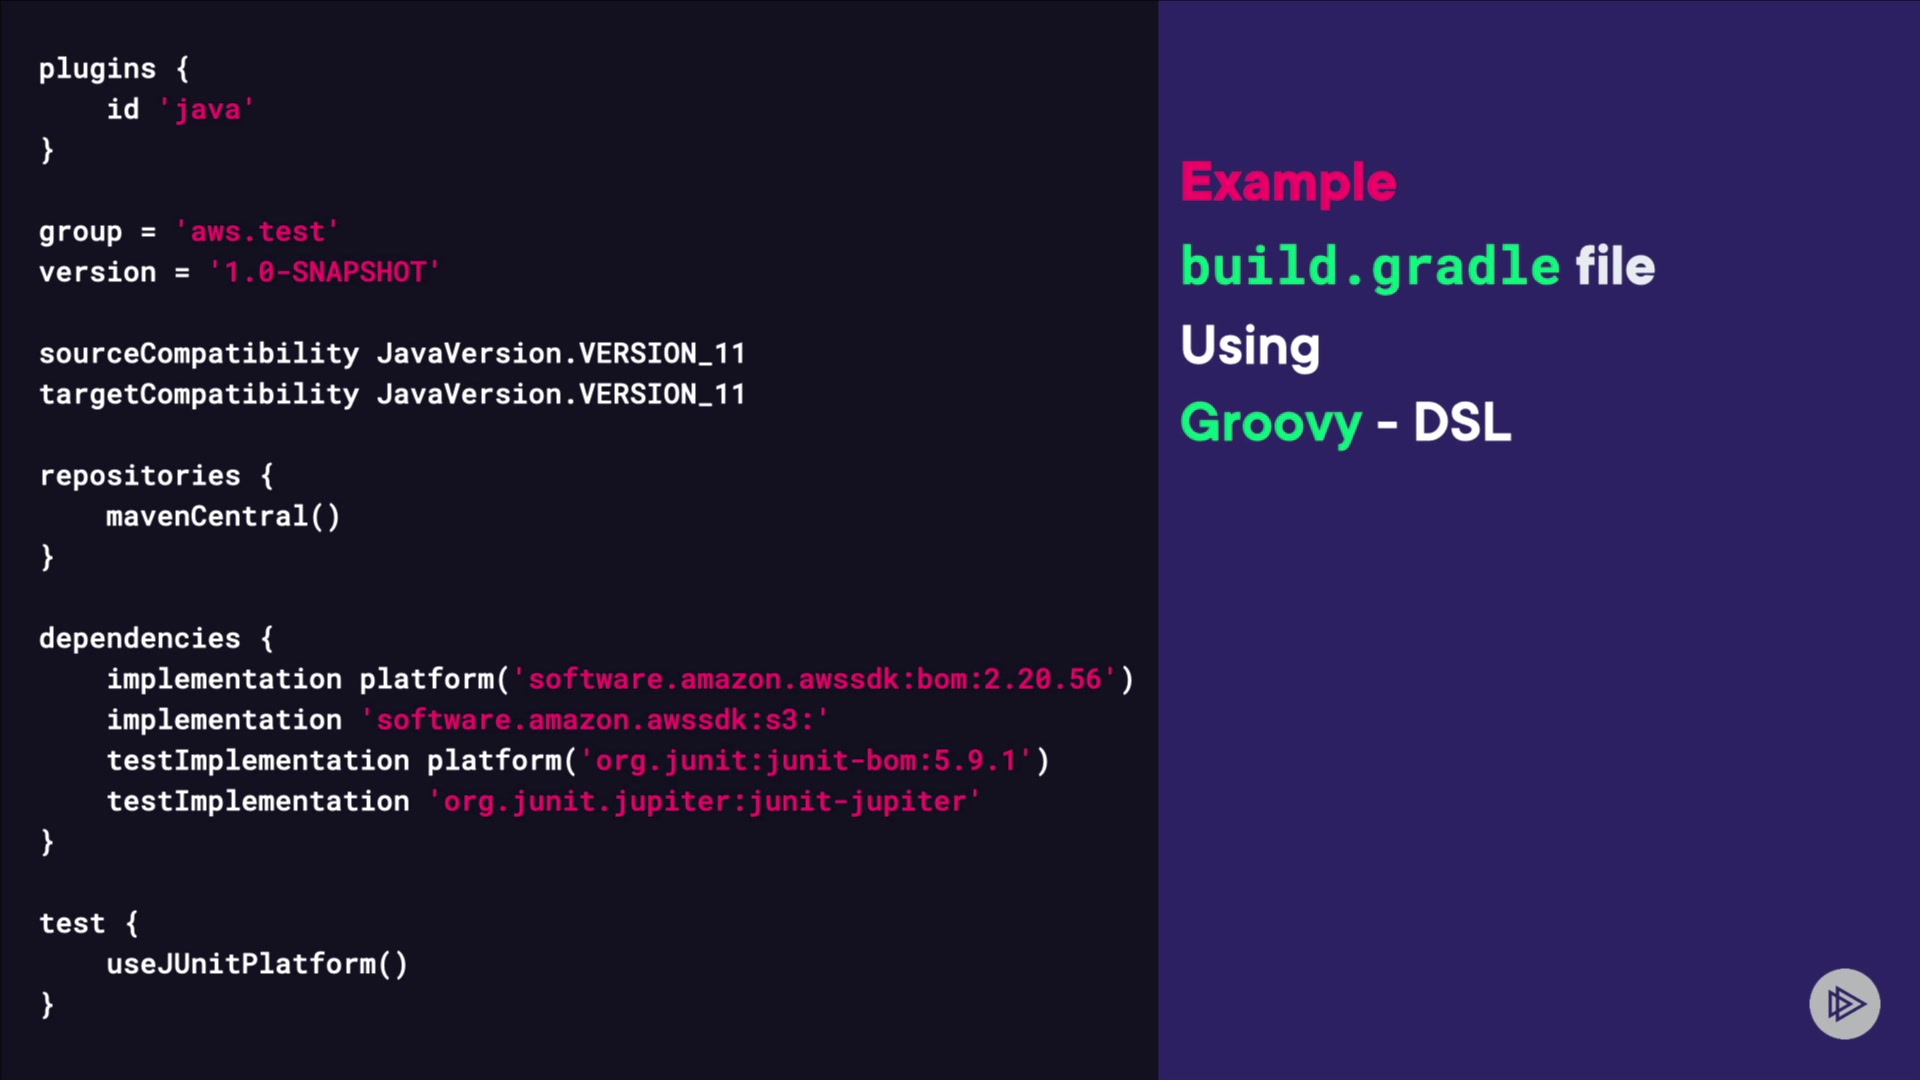 plugins {
    id 'java'
}

group = 'aws.test'
version = '1.0-SNAPSHOT'

sourceCompatibility JavaVersion.VERSION_11
targetCompatibility JavaVersion.VERSION_11

repositories {
    mavenCentral()
}

dependencies {
    implementation platform('software.amazon.awssdk:bom:2.20.56')
    implementation 'software.amazon.awssdk:s3:'
    testImplementation platform('org.junit:junit-bom:5.9.1')
    testImplementation 'org.junit.jupiter:junit-jupiter'
}

test {
    useJUnitPlatform()
}
Example
build.gradle file
Using
Groovy - DSL